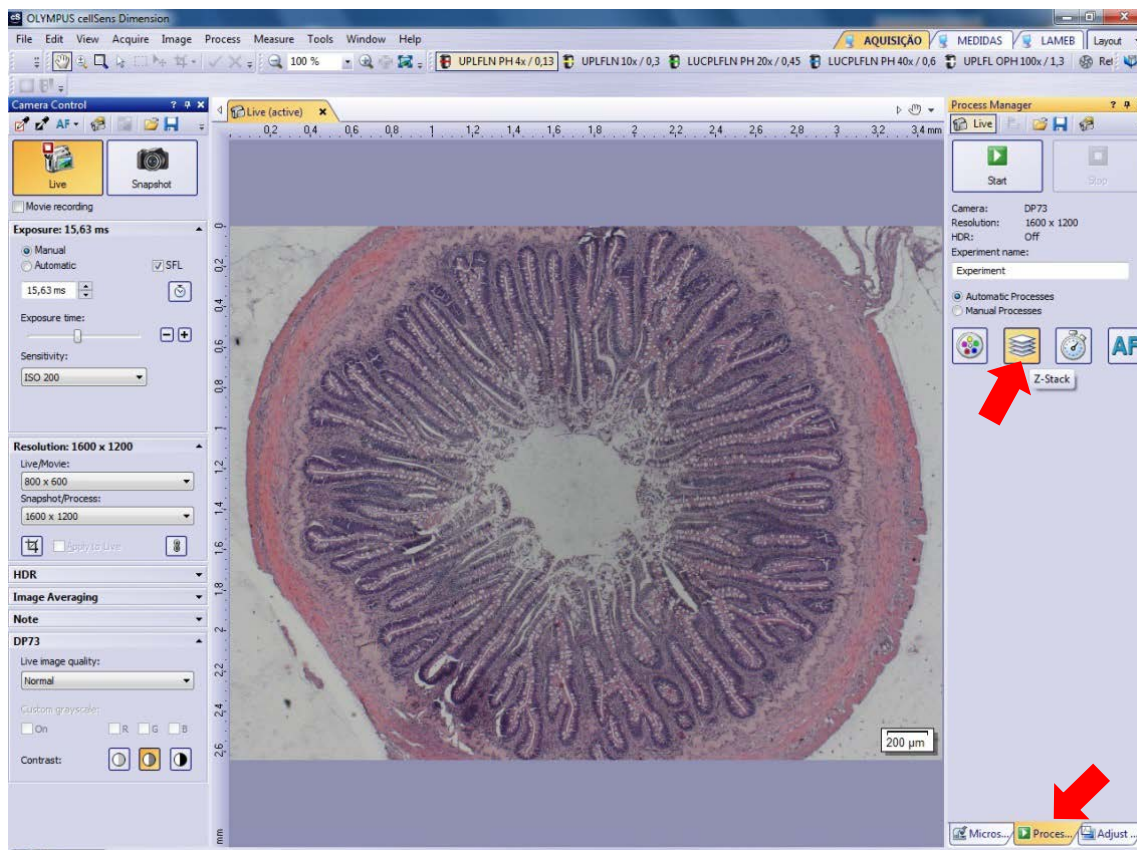 OLYMPUS cellSens Dimension
File Edit View Acquire Image Process Measure Tools Window Help
AQUISIÇÃO MEDIDAS LAMEB Layout
100 % UPLFLN PH 4x / 0,13 UPLFLN 10x / 0,3 LUCPLFLN PH 20x / 0,45 LUCPLFLN PH 40x / 0,6 UPLFL OPH 100x / 1,3 Ret
Camera Control
AF
Live
Snapshot
Movie recording
Exposure: 15,63 ms
Manual
Automatic
SFL
15,63 ms
Exposure time:
Sensitivity:
ISO 200
Resolution: 1600 x 1200
Live/Movie:
800 x 600
Snapshot/Process:
1600 x 1200
Apply to Live
HDR
Image Averaging
Note
DP73
Live image quality:
Normal
Custom grayscale:
On R G B
Contrast:
Live (active)
0,2 0,4 0,6 0,8 1 1,2 1,4 1,6 1,8 2 2,2 2,4 2,6 2,8 3 3,2 3,4 mm
0
0,2
0,4
0,6
0,8
1
1,2
1,4
1,6
1,8
2
2,2
2,4
2,6
mm
200 µm
Process Manager
Live
Start
Stop
Camera: DP73
Resolution: 1600 x 1200
HDR: Off
Experiment name:
Experiment
Automatic Processes
Manual Processes
AF
Z-Stack
Micros... Proces... Adjust ...